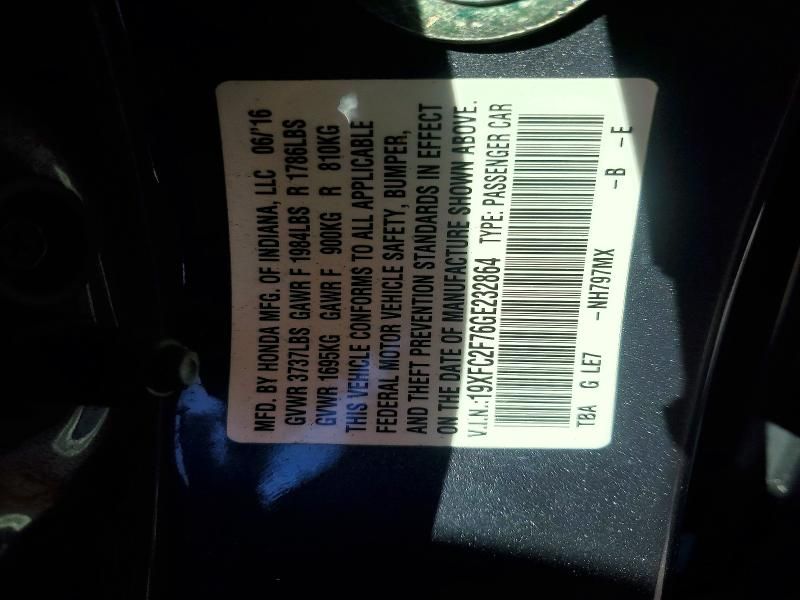 MFD. BY HONDA MFG. OF INDIANA, LLC 06/'16
GVWR 3737LBS GAWR F 1984LBS R 1786LBS
GVWR 1695KG GAWR F 900KG R 810KG
THIS VEHICLE CONFORMS TO ALL APPLICABLE
FEDERAL MOTOR VEHICLE SAFETY, BUMPER,
AND THEFT PREVENTION STANDARDS IN EFFECT
ON THE DATE OF MANUFACTURE SHOWN ABOVE.
V.I.N.:19XFC2F76GE232864 TYPE: PASSENGER CAR
TBA G LE7 -NH797MX -B -E